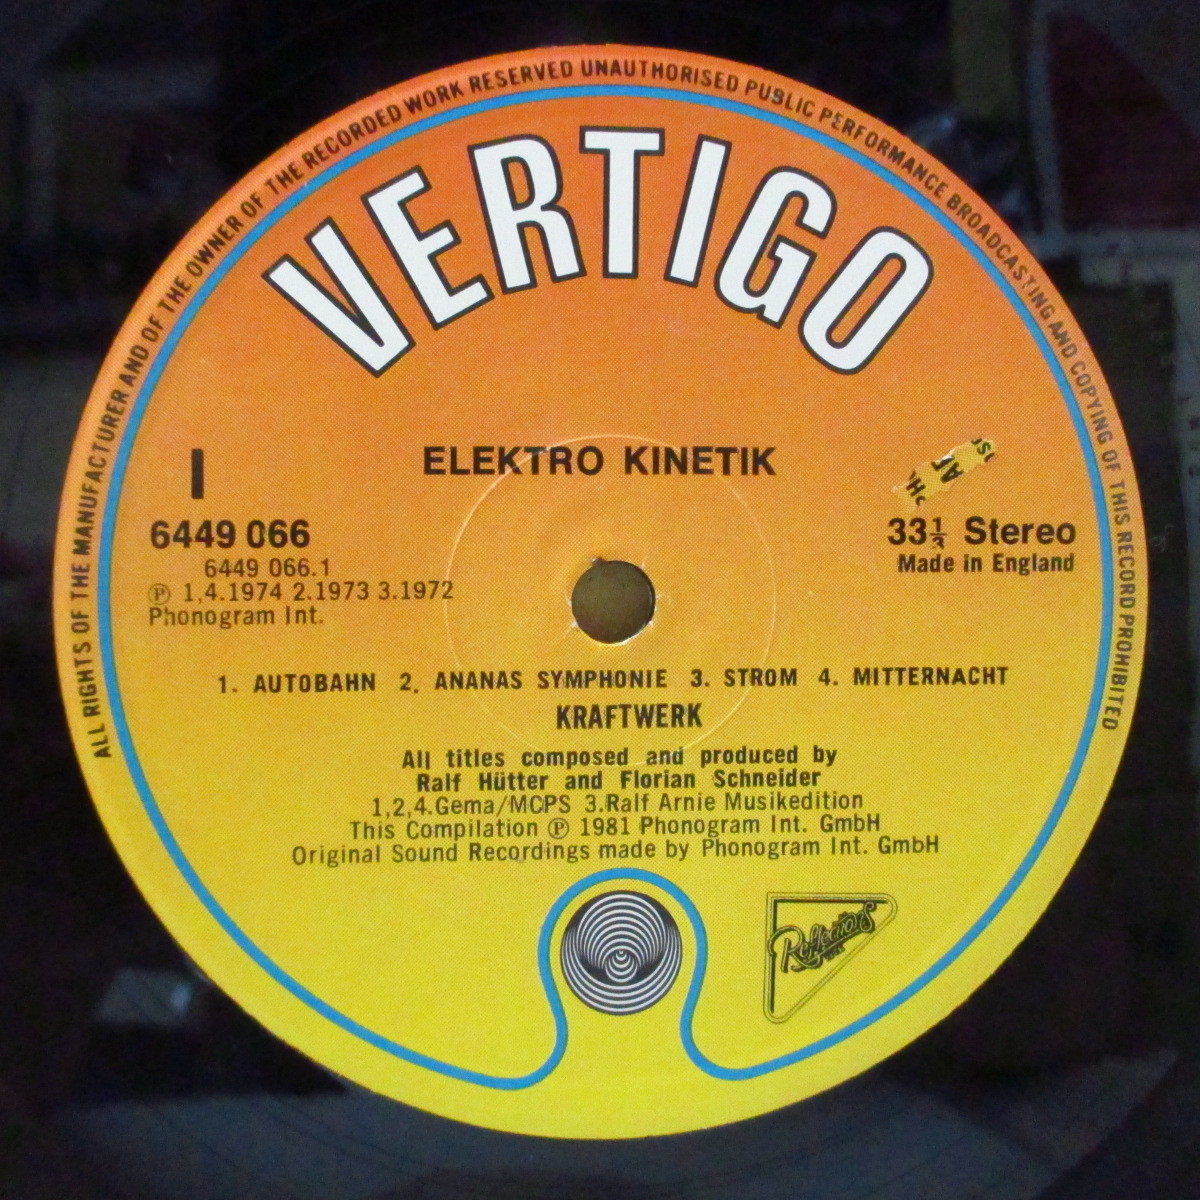 ALL RIGHTS OF THE MANUFACTURER AND OF THE OWNER OF THE RECORDED WORK RESERVED UNAUTHORISED PUBLIC PERFORMANCE BROADCASTING AND COPYING OF THIS RECORD PROHIBITED
VERTIGO
ELEKTRO KINETIK
I
6449 066
6449 066.1
Ⓟ 1,4.1974 2.1973 3.1972
Phonogram Int.
33⅓ Stereo
Made in England
1. AUTOBAHN 2. ANANAS SYMPHONIE 3. STROM 4. MITTERNACHT
KRAFTWERK
All titles composed and produced by
Ralf Hütter and Florian Schneider
1,2,4.Gema/MCPS 3.Ralf Arnie Musikedition
This Compilation Ⓟ 1981 Phonogram Int. GmbH
Original Sound Recordings made by Phonogram Int. GmbH
Reflections